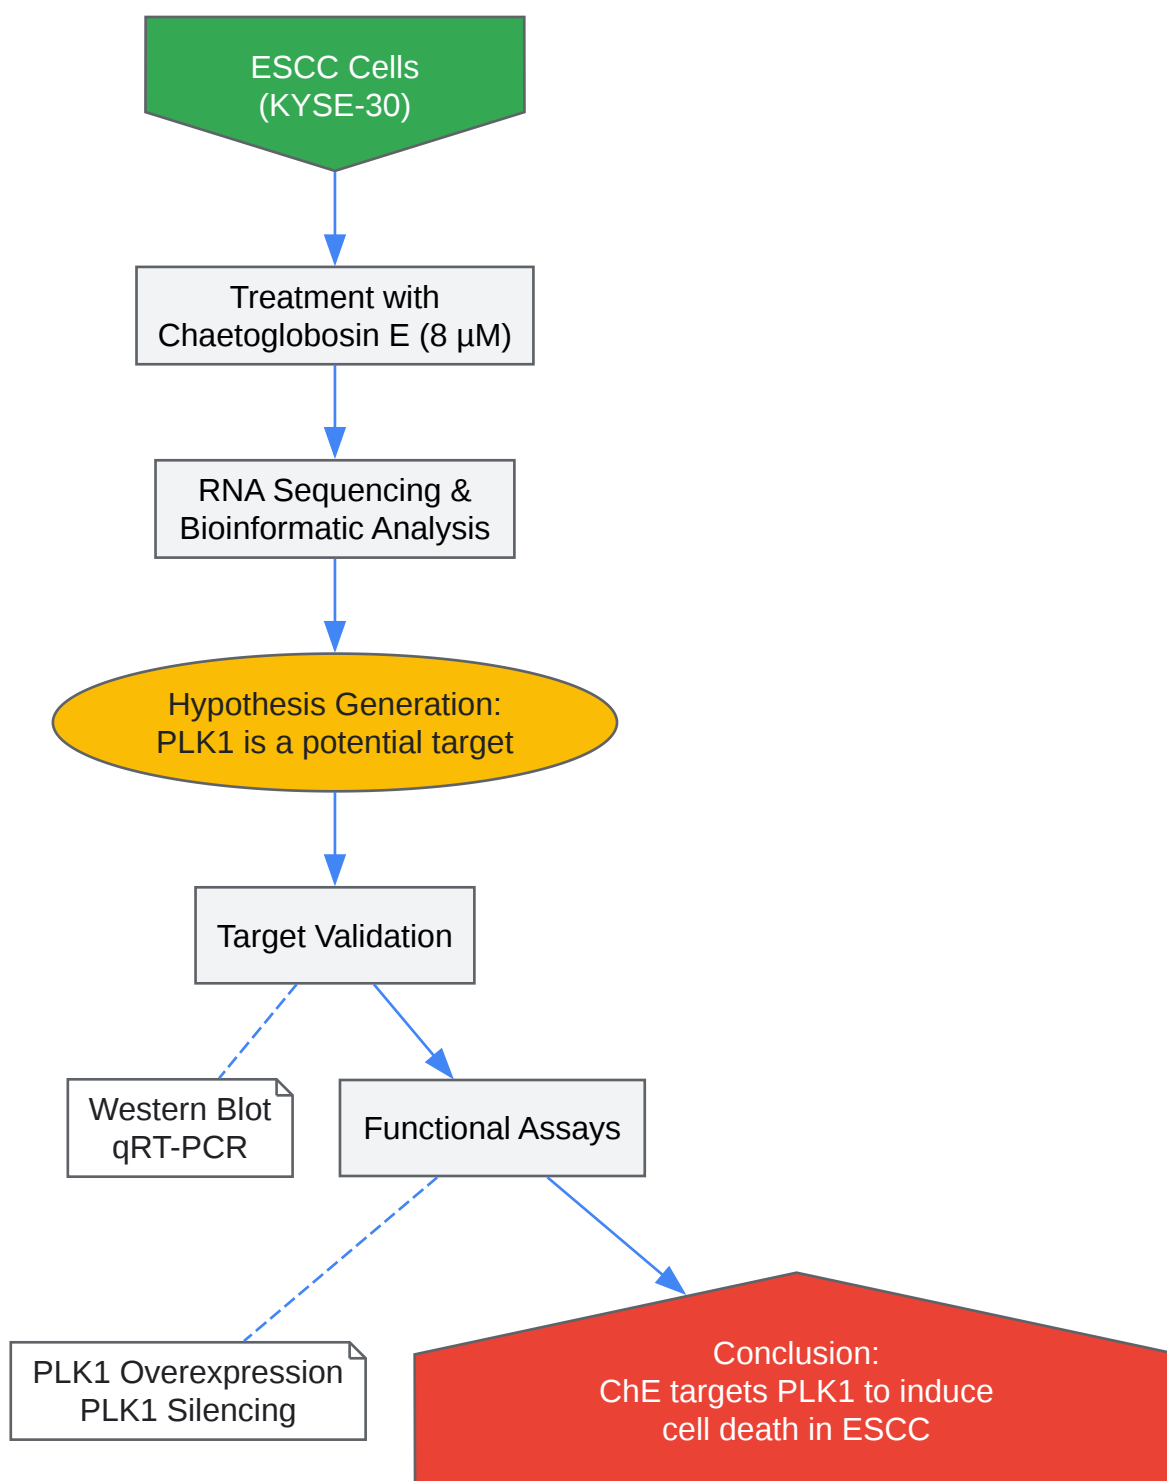 ESCC Cells
(KYSE-30)
Treatment with
Chaetoglobosin E (8 µM)
RNA Sequencing &
Bioinformatic Analysis
Hypothesis Generation:
PLK1 is a potential target
Target Validation
Western Blot
qRT-PCR
Functional Assays
PLK1 Overexpression
PLK1 Silencing
Conclusion:
ChE targets PLK1 to induce
cell death in ESCC